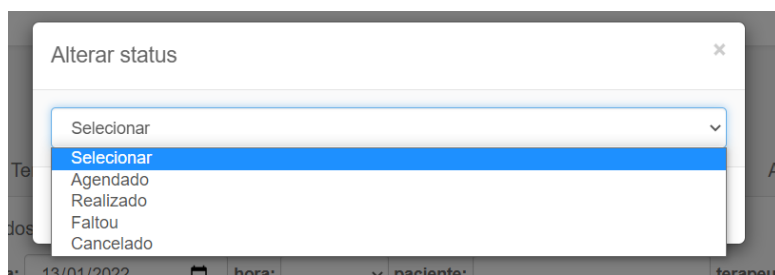 Alterar status
×
Selecionar
Selecionar
Agendado
Realizado
Faltou
Cancelado
13/01/2022 hora: paciente: